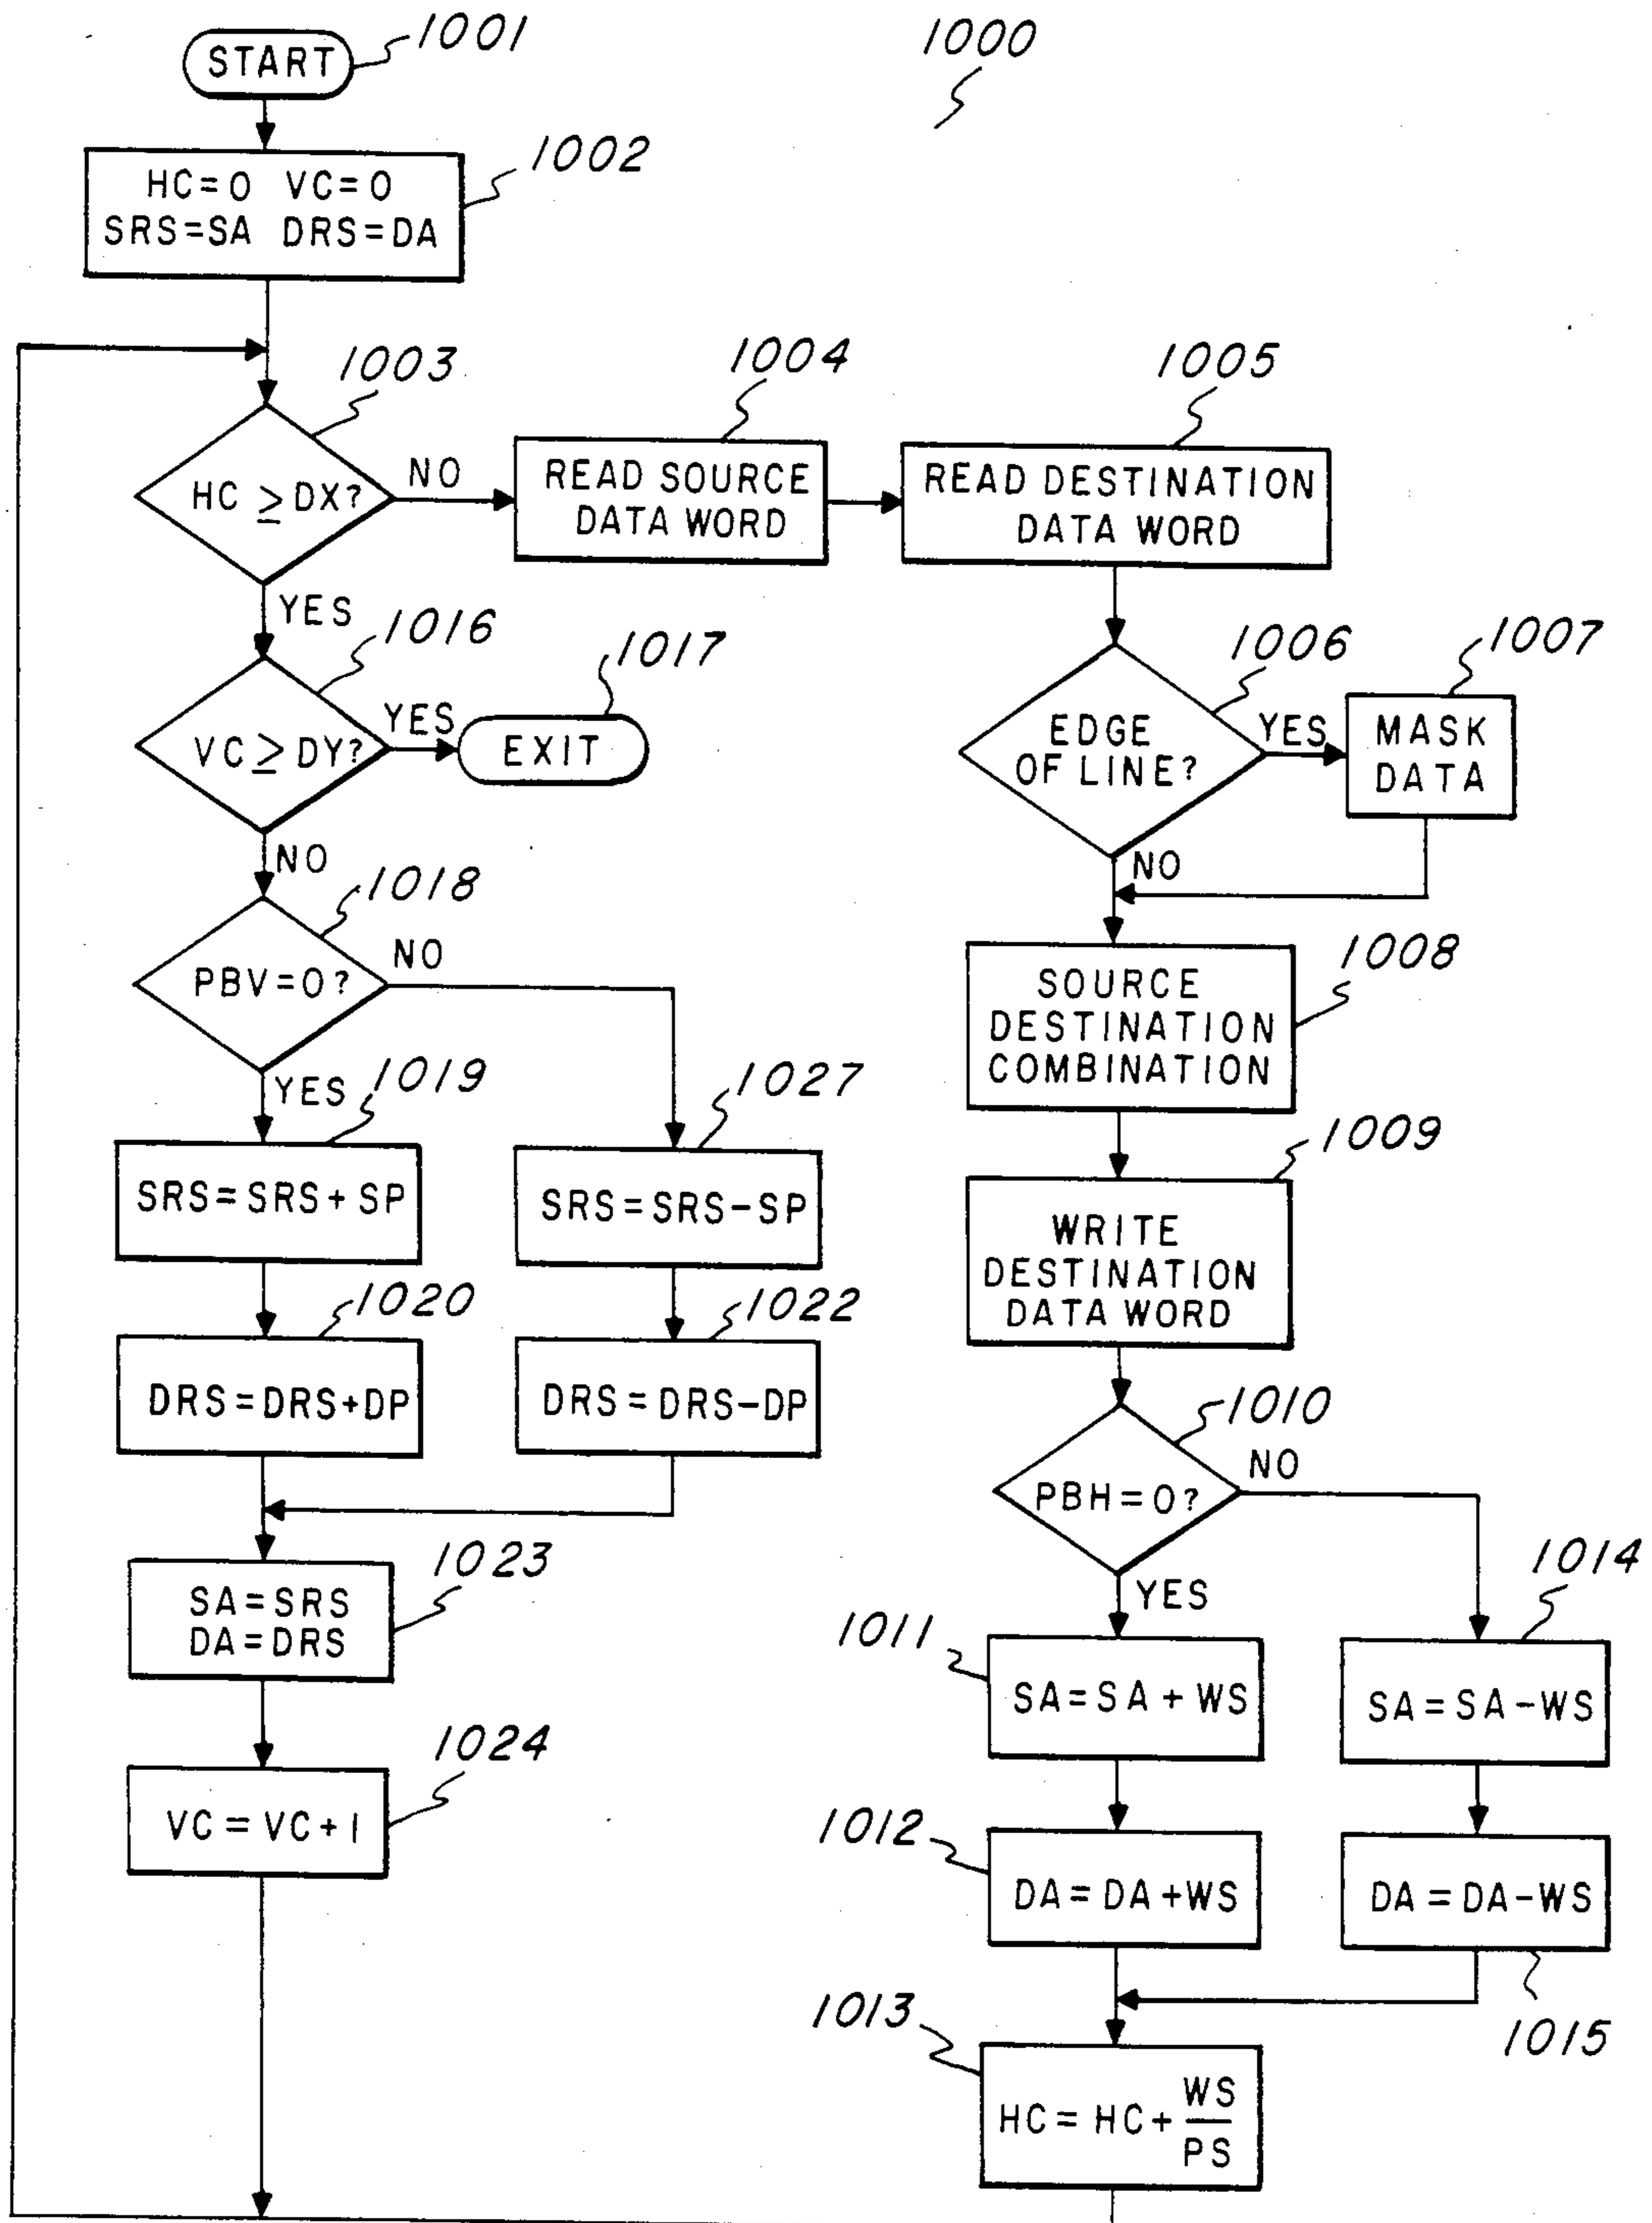 1000
START
1001
HC=0 VC=0
SRS=SA DRS=DA
1002
HC ≥ DX?
1003
NO
YES
READ SOURCE
DATA WORD
1004
READ DESTINATION
DATA WORD
1005
EDGE
OF LINE?
1006
YES
NO
MASK
DATA
1007
VC ≥ DY?
1016
YES
NO
EXIT
1017
PBV=0?
1018
NO
YES
SOURCE
DESTINATION
COMBINATION
1008
SRS=SRS+SP
1019
SRS=SRS-SP
1027
WRITE
DESTINATION
DATA WORD
1009
DRS=DRS+DP
1020
DRS=DRS-DP
1022
PBH=0?
1010
NO
YES
SA=SRS
DA=DRS
1023
SA=SA+WS
1011
SA=SA-WS
1014
VC=VC+1
1024
DA=DA+WS
1012
DA=DA-WS
1015
HC=HC+WS/PS
1013